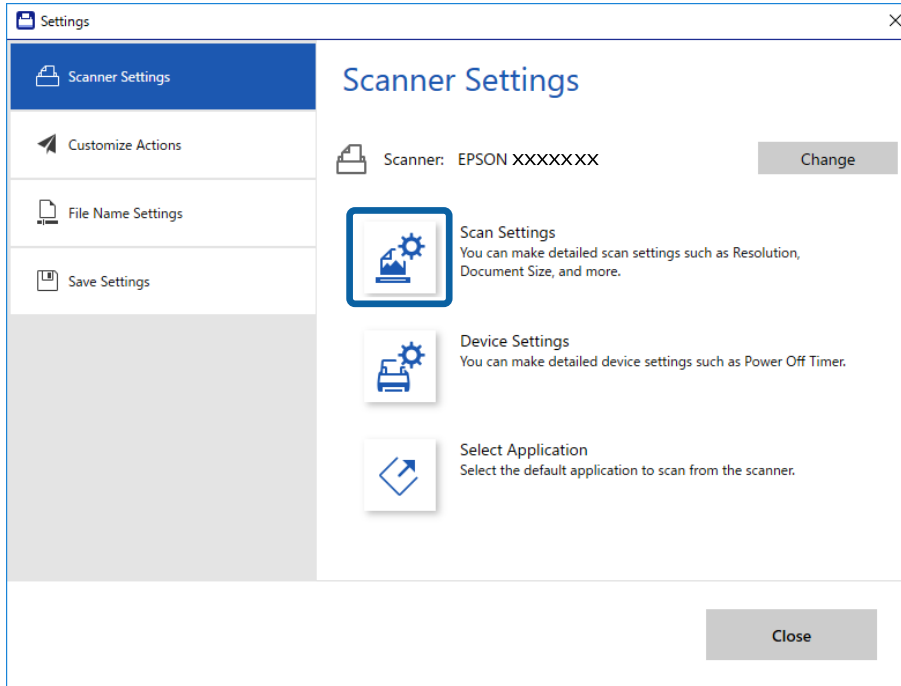 Settings
Scanner Settings
Customize Actions
File Name Settings
Save Settings
Scanner Settings
Scanner: EPSON XXXXXXX
Change
Scan Settings
You can make detailed scan settings such as Resolution,
Document Size, and more.
Device Settings
You can make detailed device settings such as Power Off Timer.
Select Application
Select the default application to scan from the scanner.
Close